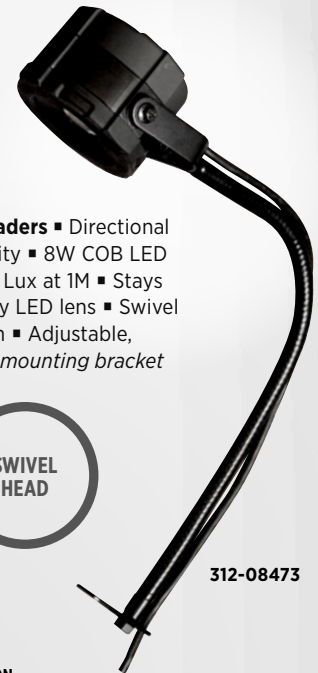 aders ▪ Directional
ity ▪ 8W COB LED
Lux at 1M ▪ Stays
y LED lens ▪ Swivel
n ▪ Adjustable,
mounting bracket
SWIVEL
HEAD
312-08473
ON